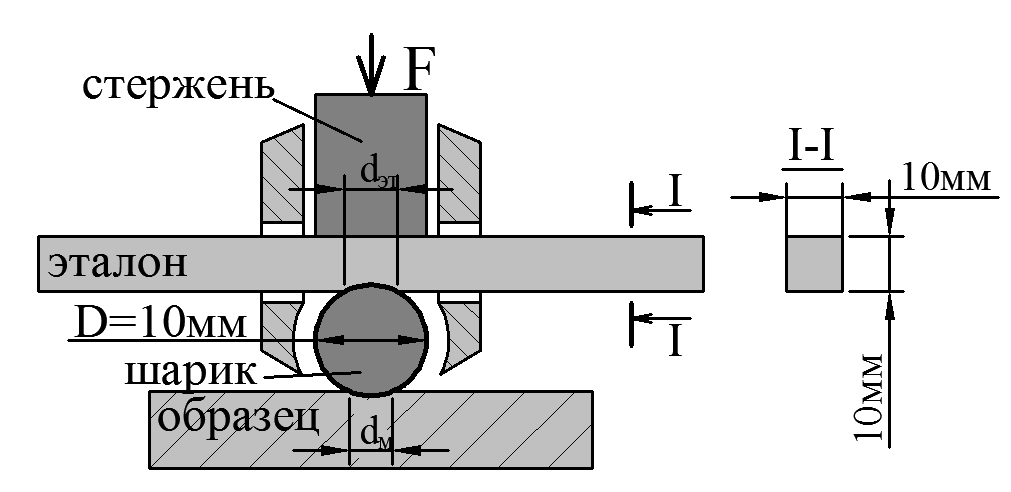 F
стержень
I-I
dэт
10мм
I
эталон
D=10мм
I
шарик
10мм
образец
dм